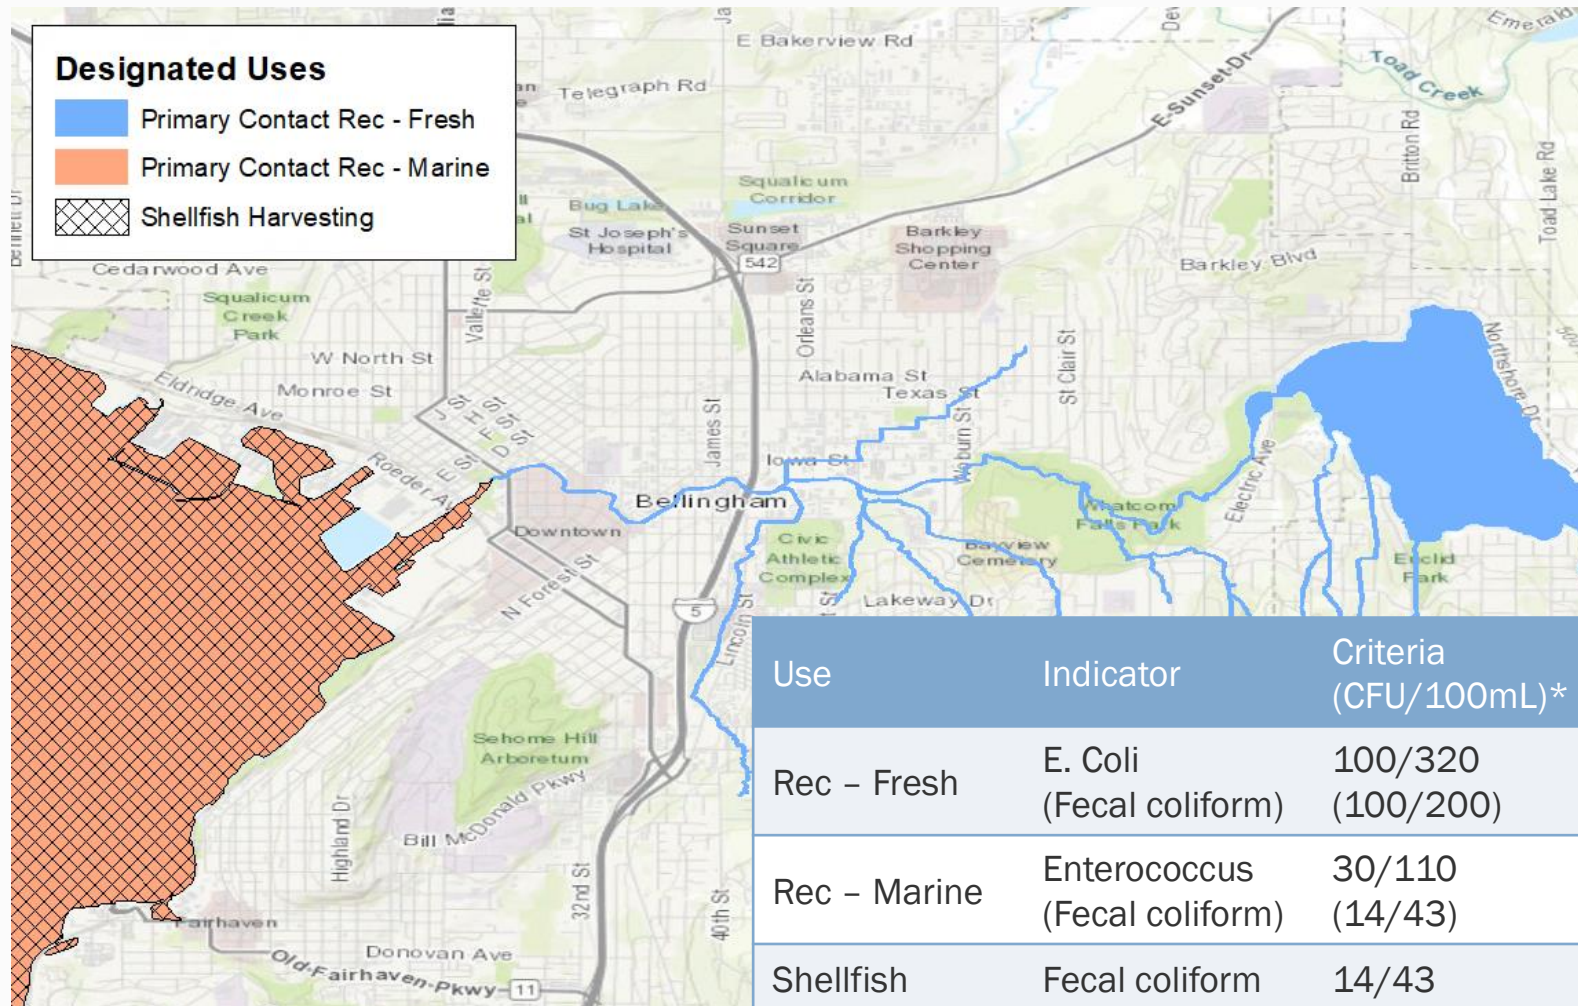 Designated Uses
Primary Contact Rec - Fresh
Primary Contact Rec - Marine
Shellfish Harvesting
E Bakerview Rd
Telegraph Rd
E-Sunset-Dr
Toad Creek
Emerald
Britton Rd
Toad Lake Rd
Squalicum
Corridor
Bug Lake
St Joseph's
Hospital
Sunset
Square
542
Barkley
Shopping
Center
Barkley Blvd
Cedarwood Ave
Squalicum
Creek
Park
Vallette St
Orleans St
W North St
Monroe St
Eldridge Ave
J St
H St
F St
D St
E St
Roeder Av
Alabama St
Texas St
St Clair St
Northshore Dr
James St
Iowa St
Woburn St
Electric Ave
Bellingham
Downtown
Whatcom
Falls Park
Civic
Athletic
Complex
Bayview
Cemetery
Euclid
Park
N Forest St
5
Lincoln St
Lakeway Dr
Sehome Hill
Arboretum
Bill McDonald Pkwy
Highland Dr
32nd St
40th St
Fairhaven
Donovan Ave
Old-Fairhaven-Pkwy
11
Use Indicator Criteria
(CFU/100mL)*
Rec – Fresh E. Coli 100/320
(Fecal coliform) (100/200)
Rec – Marine Enterococcus 30/110
(Fecal coliform) (14/43)
Shellfish Fecal coliform 14/43